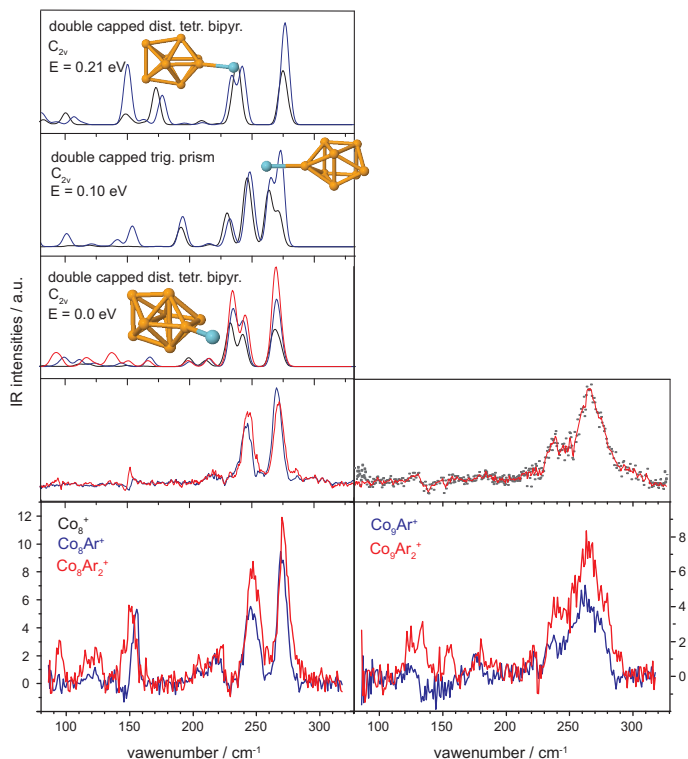 double capped dist. tetr. bipyr.
C2v
E = 0.21 eV
double capped trig. prism
C2v
E = 0.10 eV
double capped dist. tetr. bipyr.
C2v
E = 0.0 eV
IR intensities / a.u.
Co8+
Co8Ar+
Co8Ar2+
12
10
8
6
4
2
0
100 150 200 250 300
vawenumber / cm-1
Co9Ar+
Co9Ar2+
8
6
4
2
0
100 150 200 250 300
vawenumber / cm-1